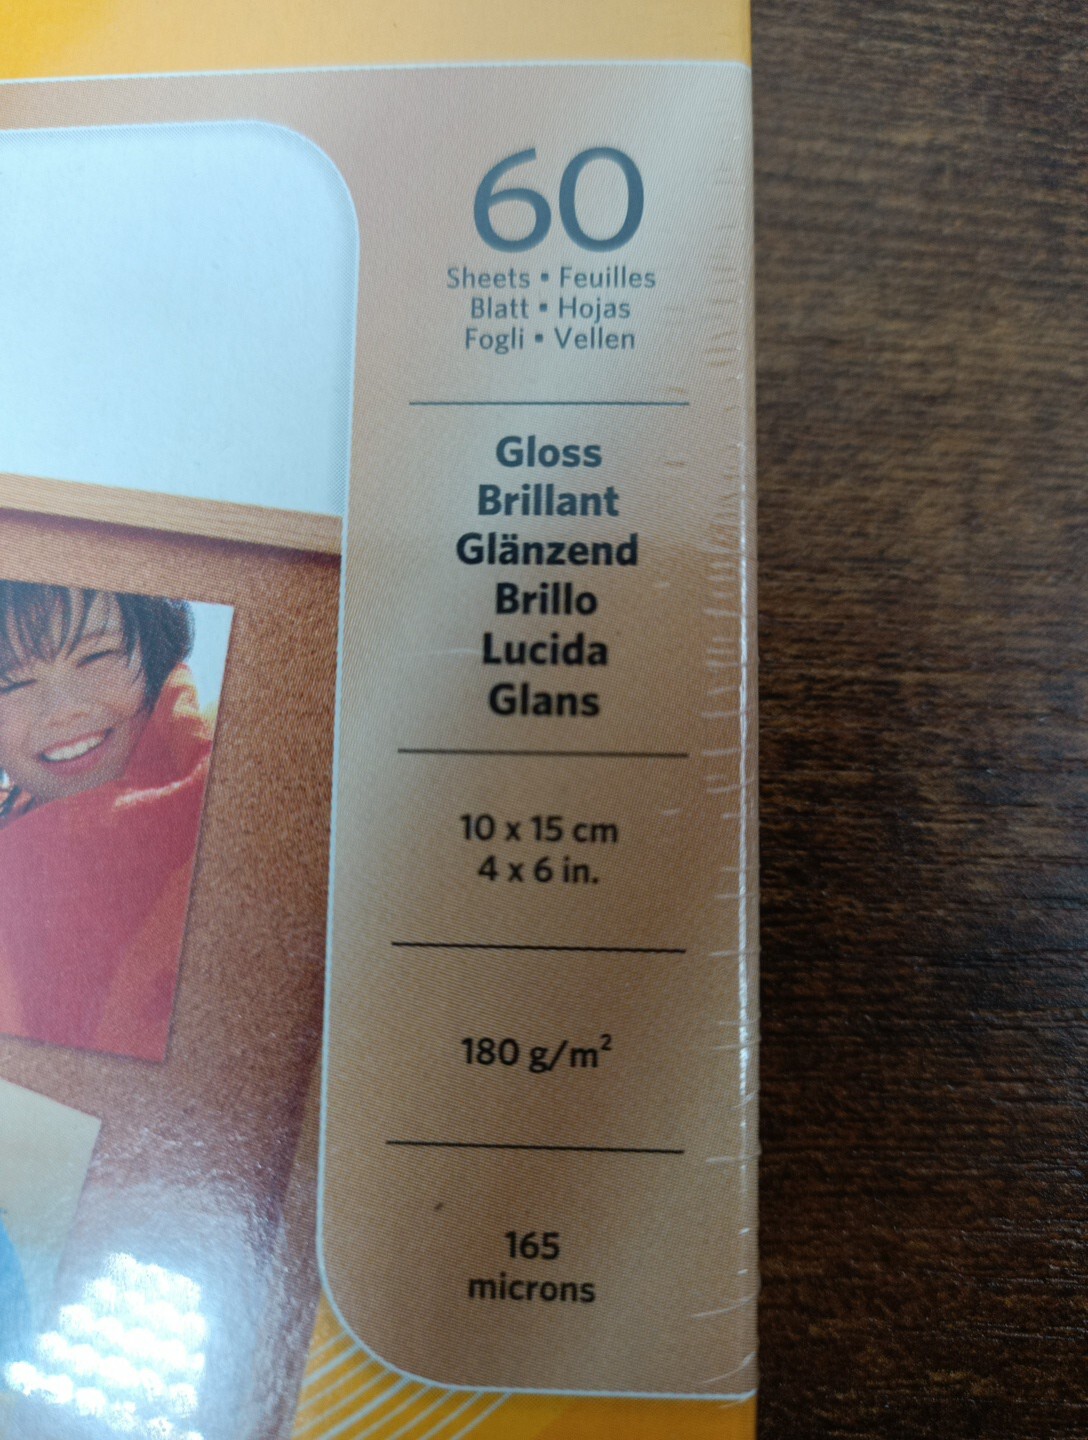 60
Sheets ▪ Feuilles
Blatt ▪ Hojas
Fogli ▪ Vellen
Gloss
Brillant
Glänzend
Brillo
Lucida
Glans
10 x 15 cm
4 x 6 in.
180 g/m²
165
microns